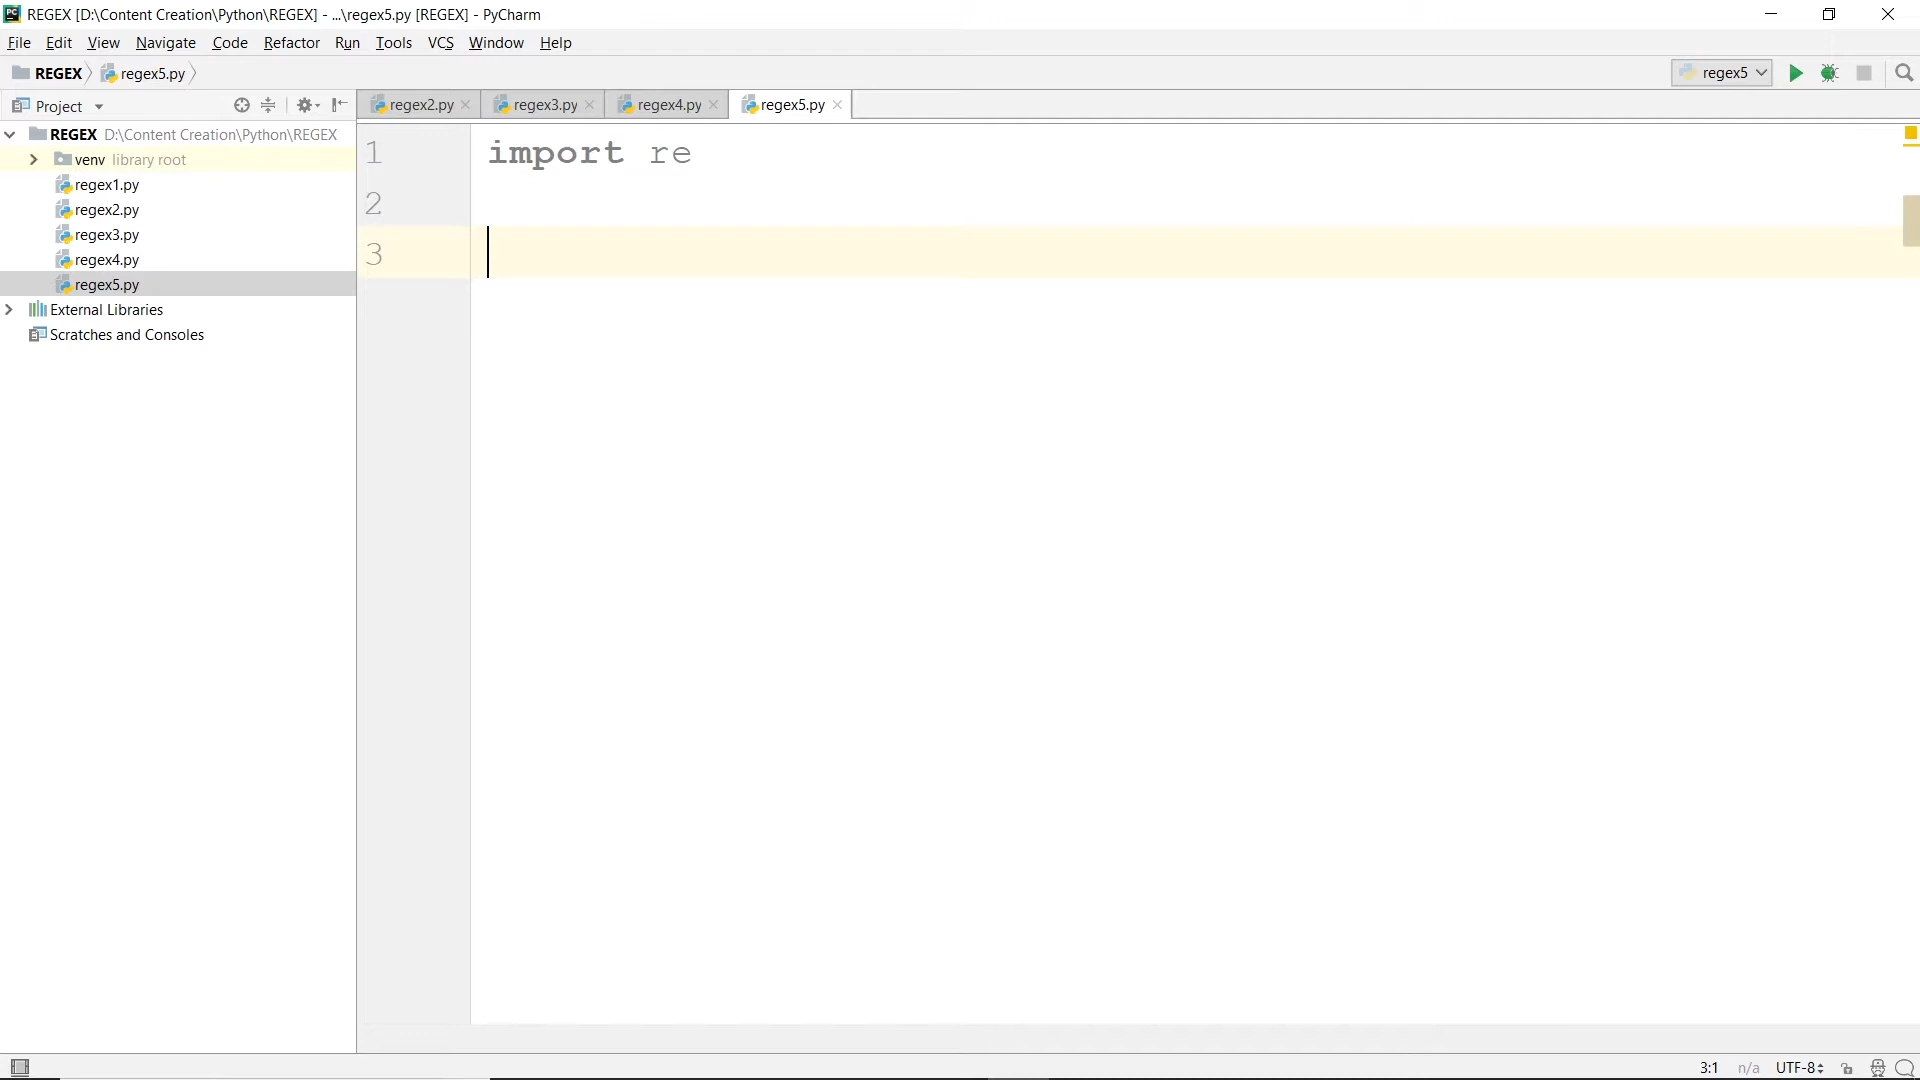 PC REGEX [D:\Content Creation\Python\REGEX] - ...\regex5.py [REGEX] - PyCharm
File Edit View Navigate Code Refactor Run Tools VCS Window Help
REGEX regex5.py regex5
Project regex2.py regex3.py regex4.py regex5.py
REGEX D:\Content Creation\Python\REGEX
venv library root
regex1.py
regex2.py
regex3.py
regex4.py
regex5.py
External Libraries
Scratches and Consoles
1 import re
2
3
3:1 n/a UTF-8